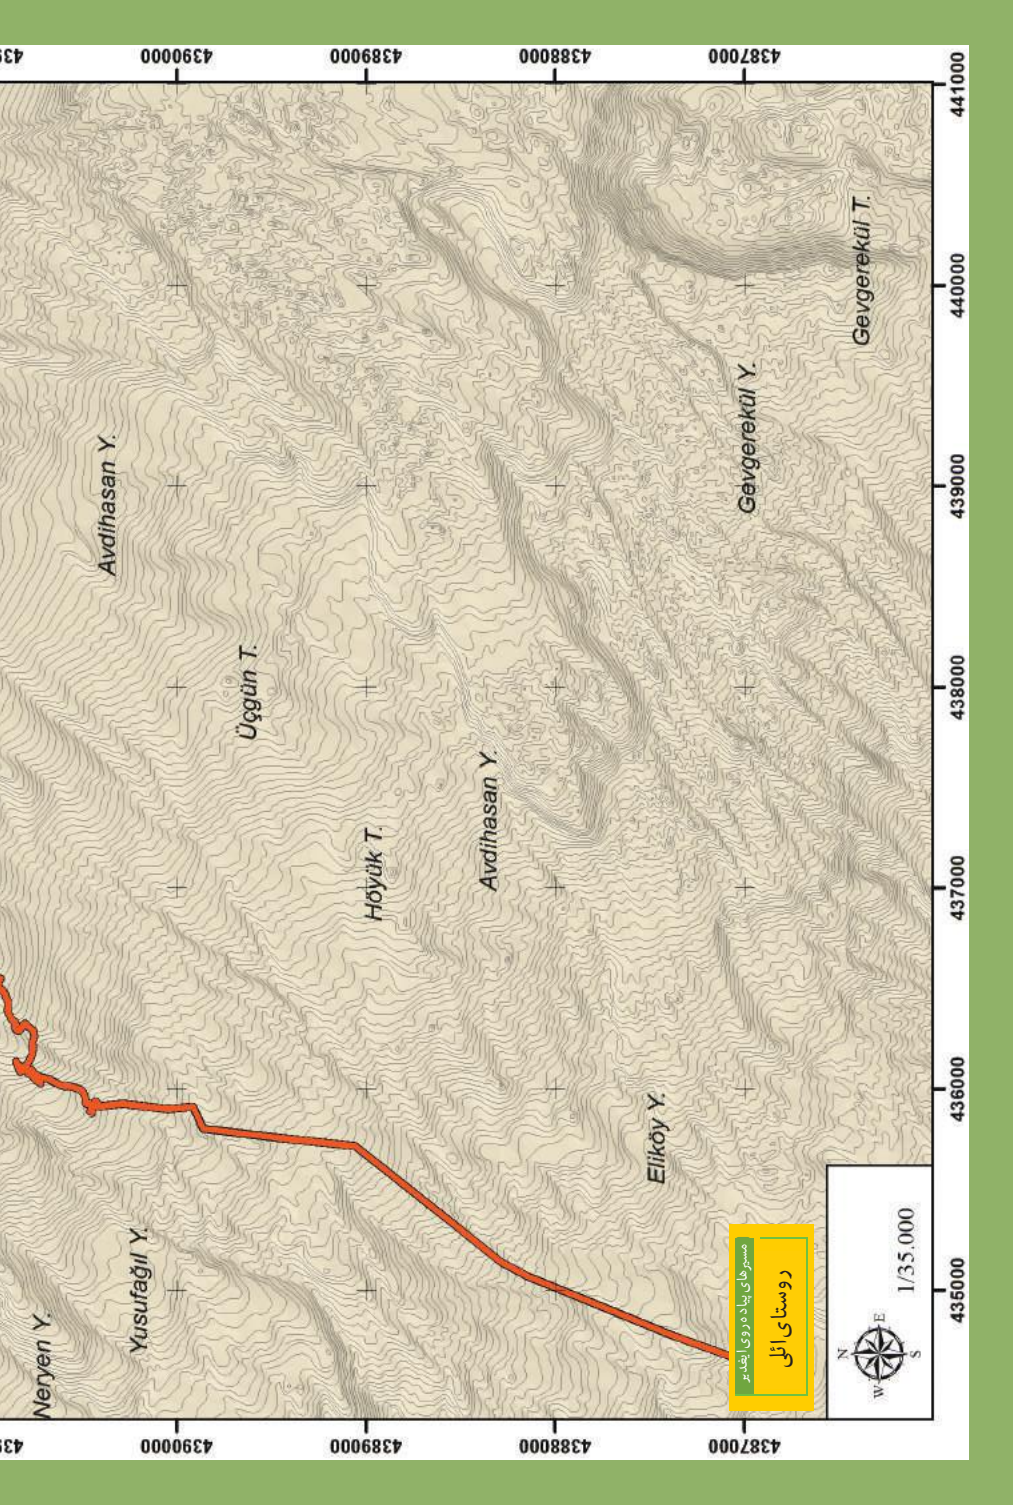 4390000
4389000
4388000
4387000
441000
440000
439000
438000
437000
436000
435000
Gevgerekül T.
Gevgerekül Y.
Avdihasan Y.
Üçgün T.
Avdihasan Y.
Höyük T.
Eliköy Y.
Yusufağıl Y.
Neryen Y.
مسیرهای پیاده‌روی ایغدیر
روستای ائلی
1/35.000
N
E
S
W
4390000
4389000
4388000
4387000